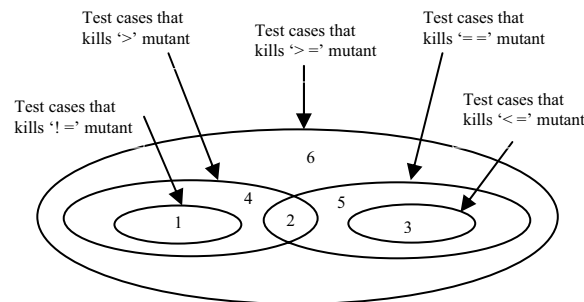 Test cases that
kills ‘>’ mutant
Test cases that
kills ‘> =’ mutant
Test cases that
kills ‘= =’ mutant
Test cases that
kills ‘! =’ mutant
Test cases that
kills ‘< =’ mutant
6
4
5
1
2
3